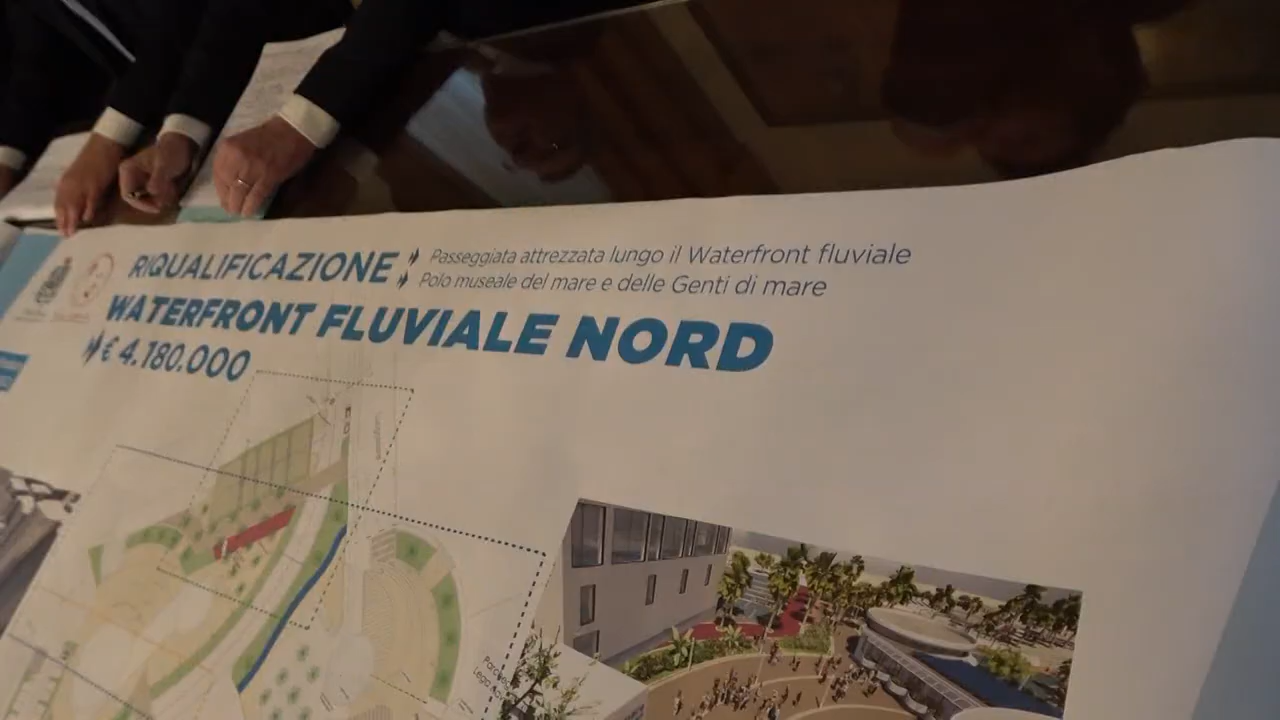 RIQUALIFICAZIONE
Passeggiata attrezzata lungo il Waterfront fluviale
Polo museale del mare e delle Genti di mare
WATERFRONT FLUVIALE NORD
€ 4.180.000